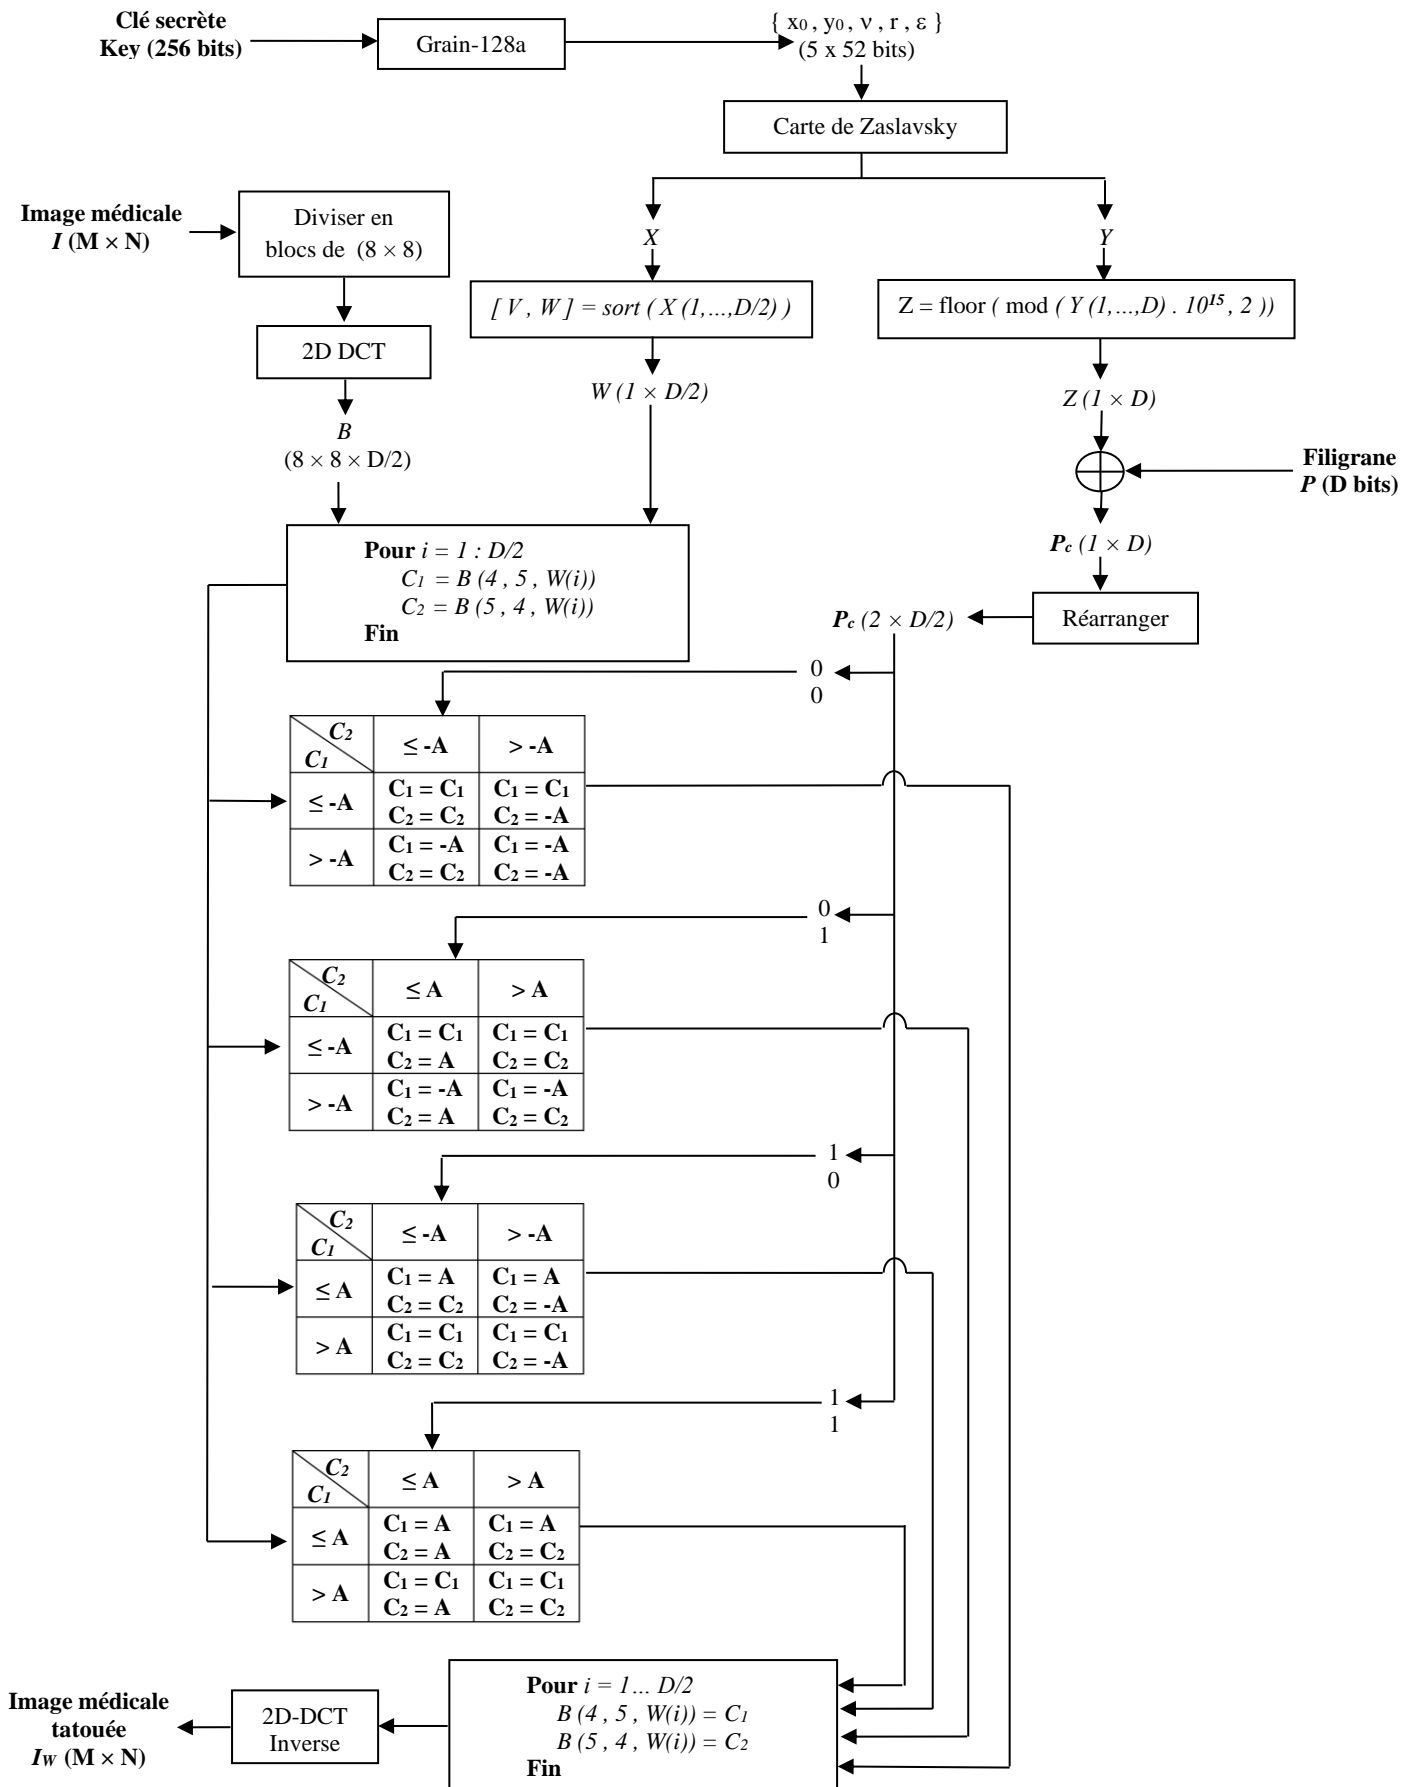 Clé secrète
Key (256 bits)
Grain-128a
{ x0 , y0 , ν , r , ε }
(5 x 52 bits)
Carte de Zaslavsky
Image médicale
I (M × N)
Diviser en
blocs de (8 × 8)
X
Y
[ V , W ] = sort ( X (1,...,D/2) )
Z = floor ( mod ( Y (1,...,D) . 10^15, 2 ))
2D DCT
W (1 × D/2)
Z (1 × D)
B
(8 × 8 × D/2)
Filigrane
P (D bits)
Pc (1 × D)
Pour i = 1 : D/2
C1 = B (4 , 5 , W(i))
C2 = B (5 , 4 , W(i))
Fin
Réarranger
Pc (2 × D/2)
0
0
C2
C1
≤ -A
> -A
≤ -A
C1 = C1
C2 = C2
C1 = C1
C2 = -A
> -A
C1 = -A
C2 = C2
C1 = -A
C2 = -A
0
1
C2
C1
≤ A
> A
≤ -A
C1 = C1
C2 = A
C1 = C1
C2 = C2
> -A
C1 = -A
C2 = A
C1 = -A
C2 = C2
1
0
C2
C1
≤ -A
> -A
≤ A
C1 = A
C2 = C2
C1 = A
C2 = -A
> A
C1 = C1
C2 = C2
C1 = C1
C2 = -A
1
1
C2
C1
≤ A
> A
≤ A
C1 = A
C2 = A
C1 = A
C2 = C2
> A
C1 = C1
C2 = A
C1 = C1
C2 = C2
Pour i = 1... D/2
B (4 , 5 , W(i)) = C1
B (5 , 4 , W(i)) = C2
Fin
2D-DCT
Inverse
Image médicale
tatouée
IW (M × N)